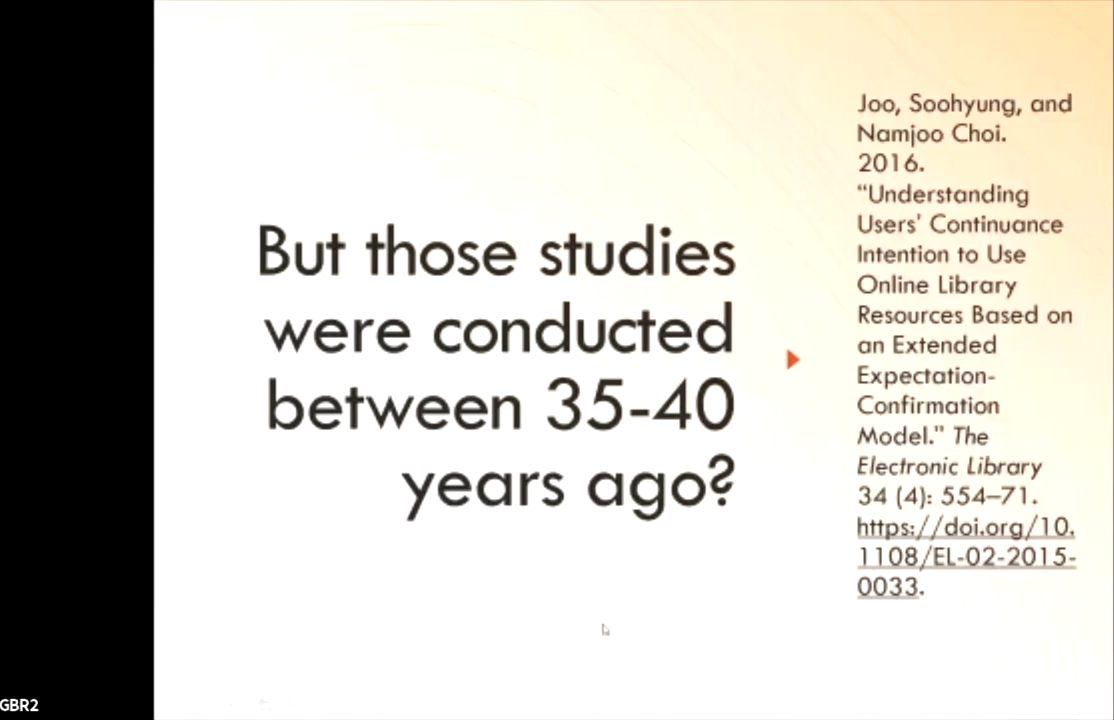 But those studies
were conducted
between 35-40
years ago?
Joo, Soohyung, and
Namjoo Choi.
2016.
“Understanding
Users’ Continuance
Intention to Use
Online Library
Resources Based on
an Extended
Expectation-
Confirmation
Model.” The
Electronic Library
34 (4): 554–71.
https://doi.org/10.
1108/EL-02-2015-
0033.
GBR2